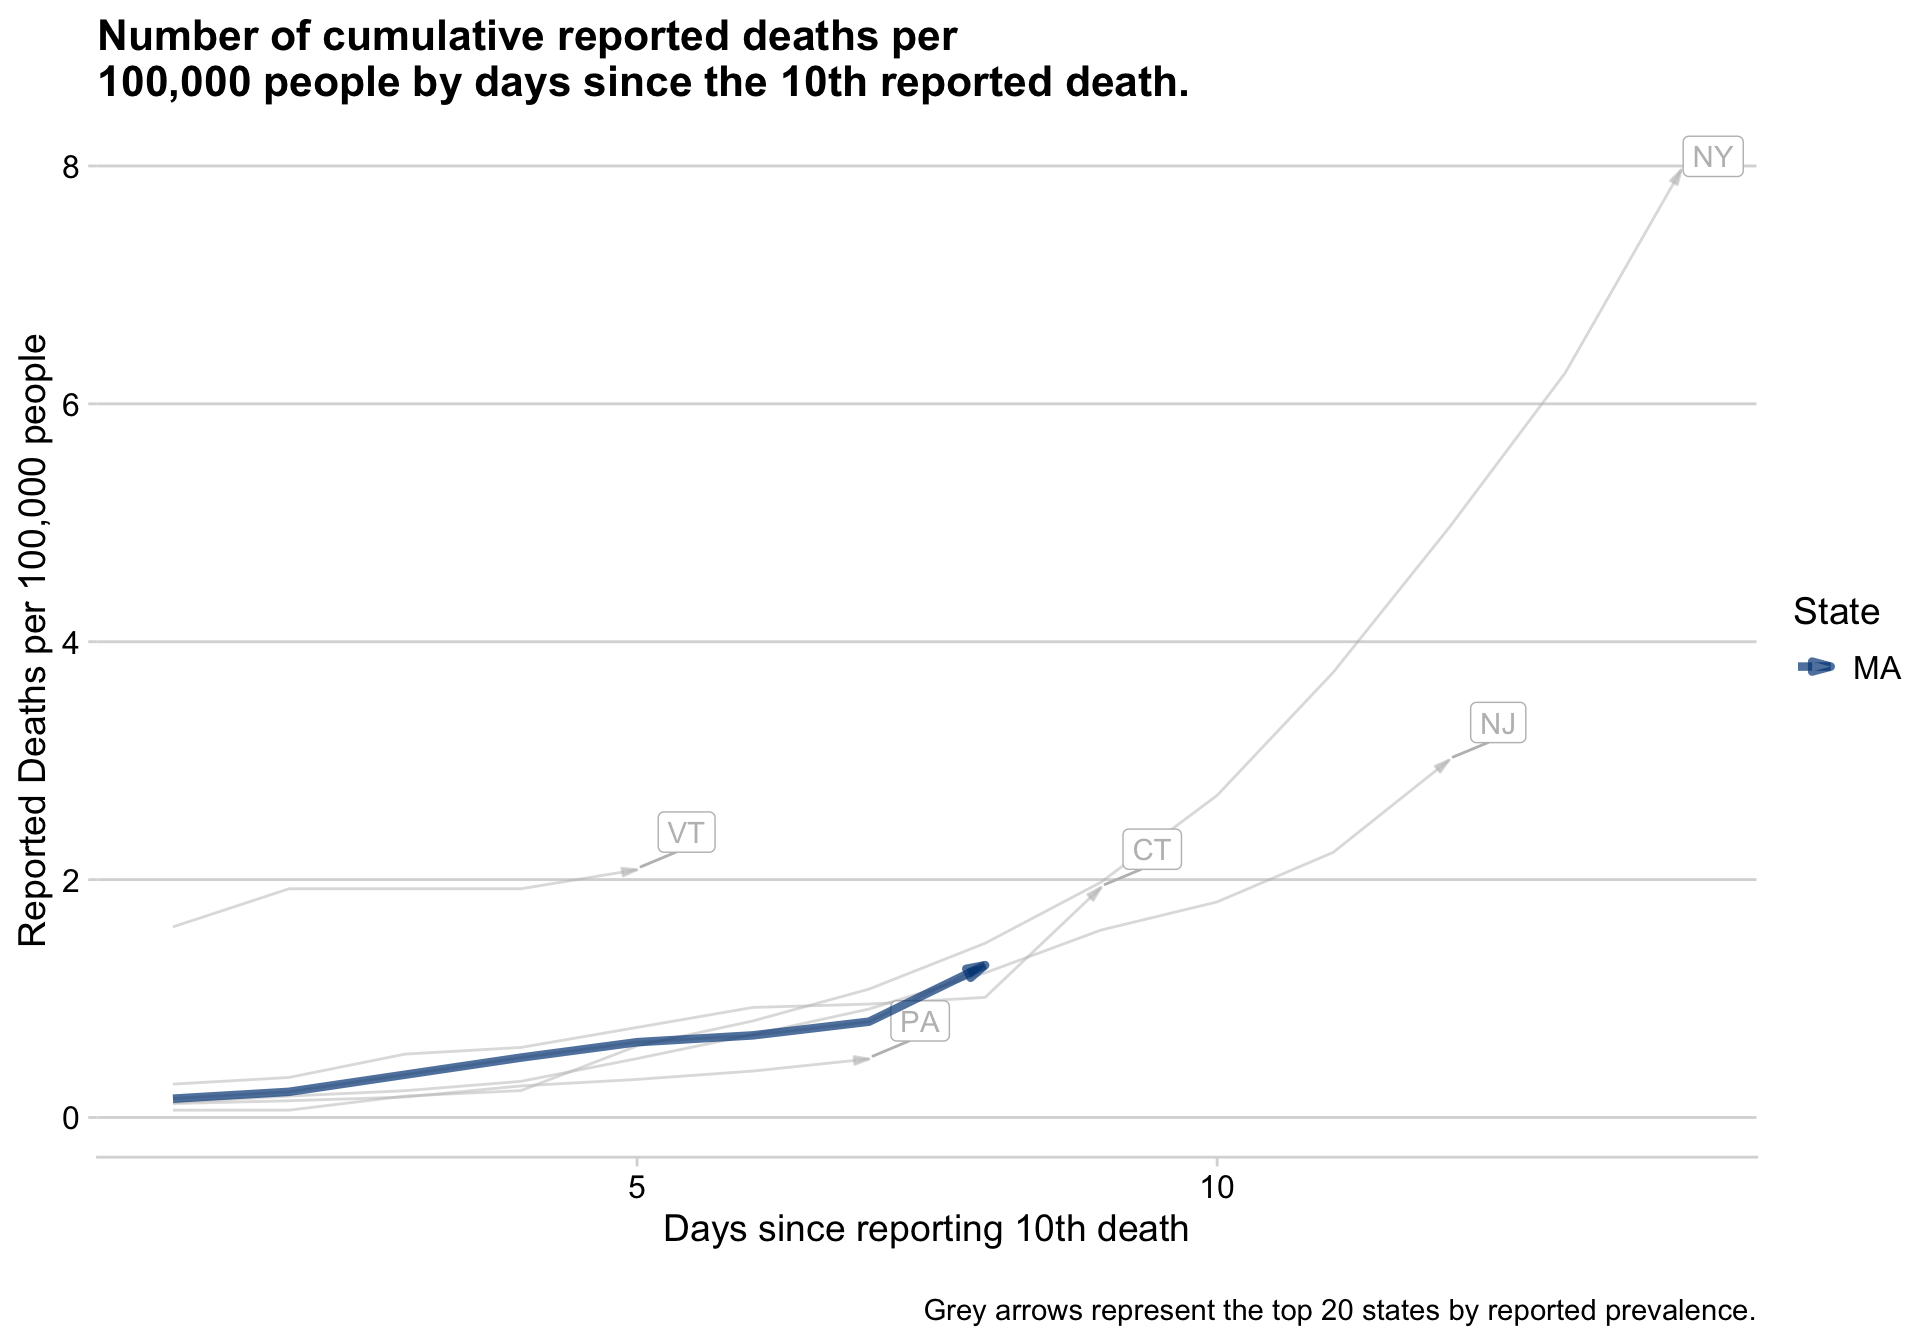 Number of cumulative reported deaths per
100,000 people by days since the 10th reported death.
Reported Deaths per 100,000 people
8
6
4
2
0
NY
NJ
VT
CT
PA
State
MA
5
10
Days since reporting 10th death
Grey arrows represent the top 20 states by reported prevalence.